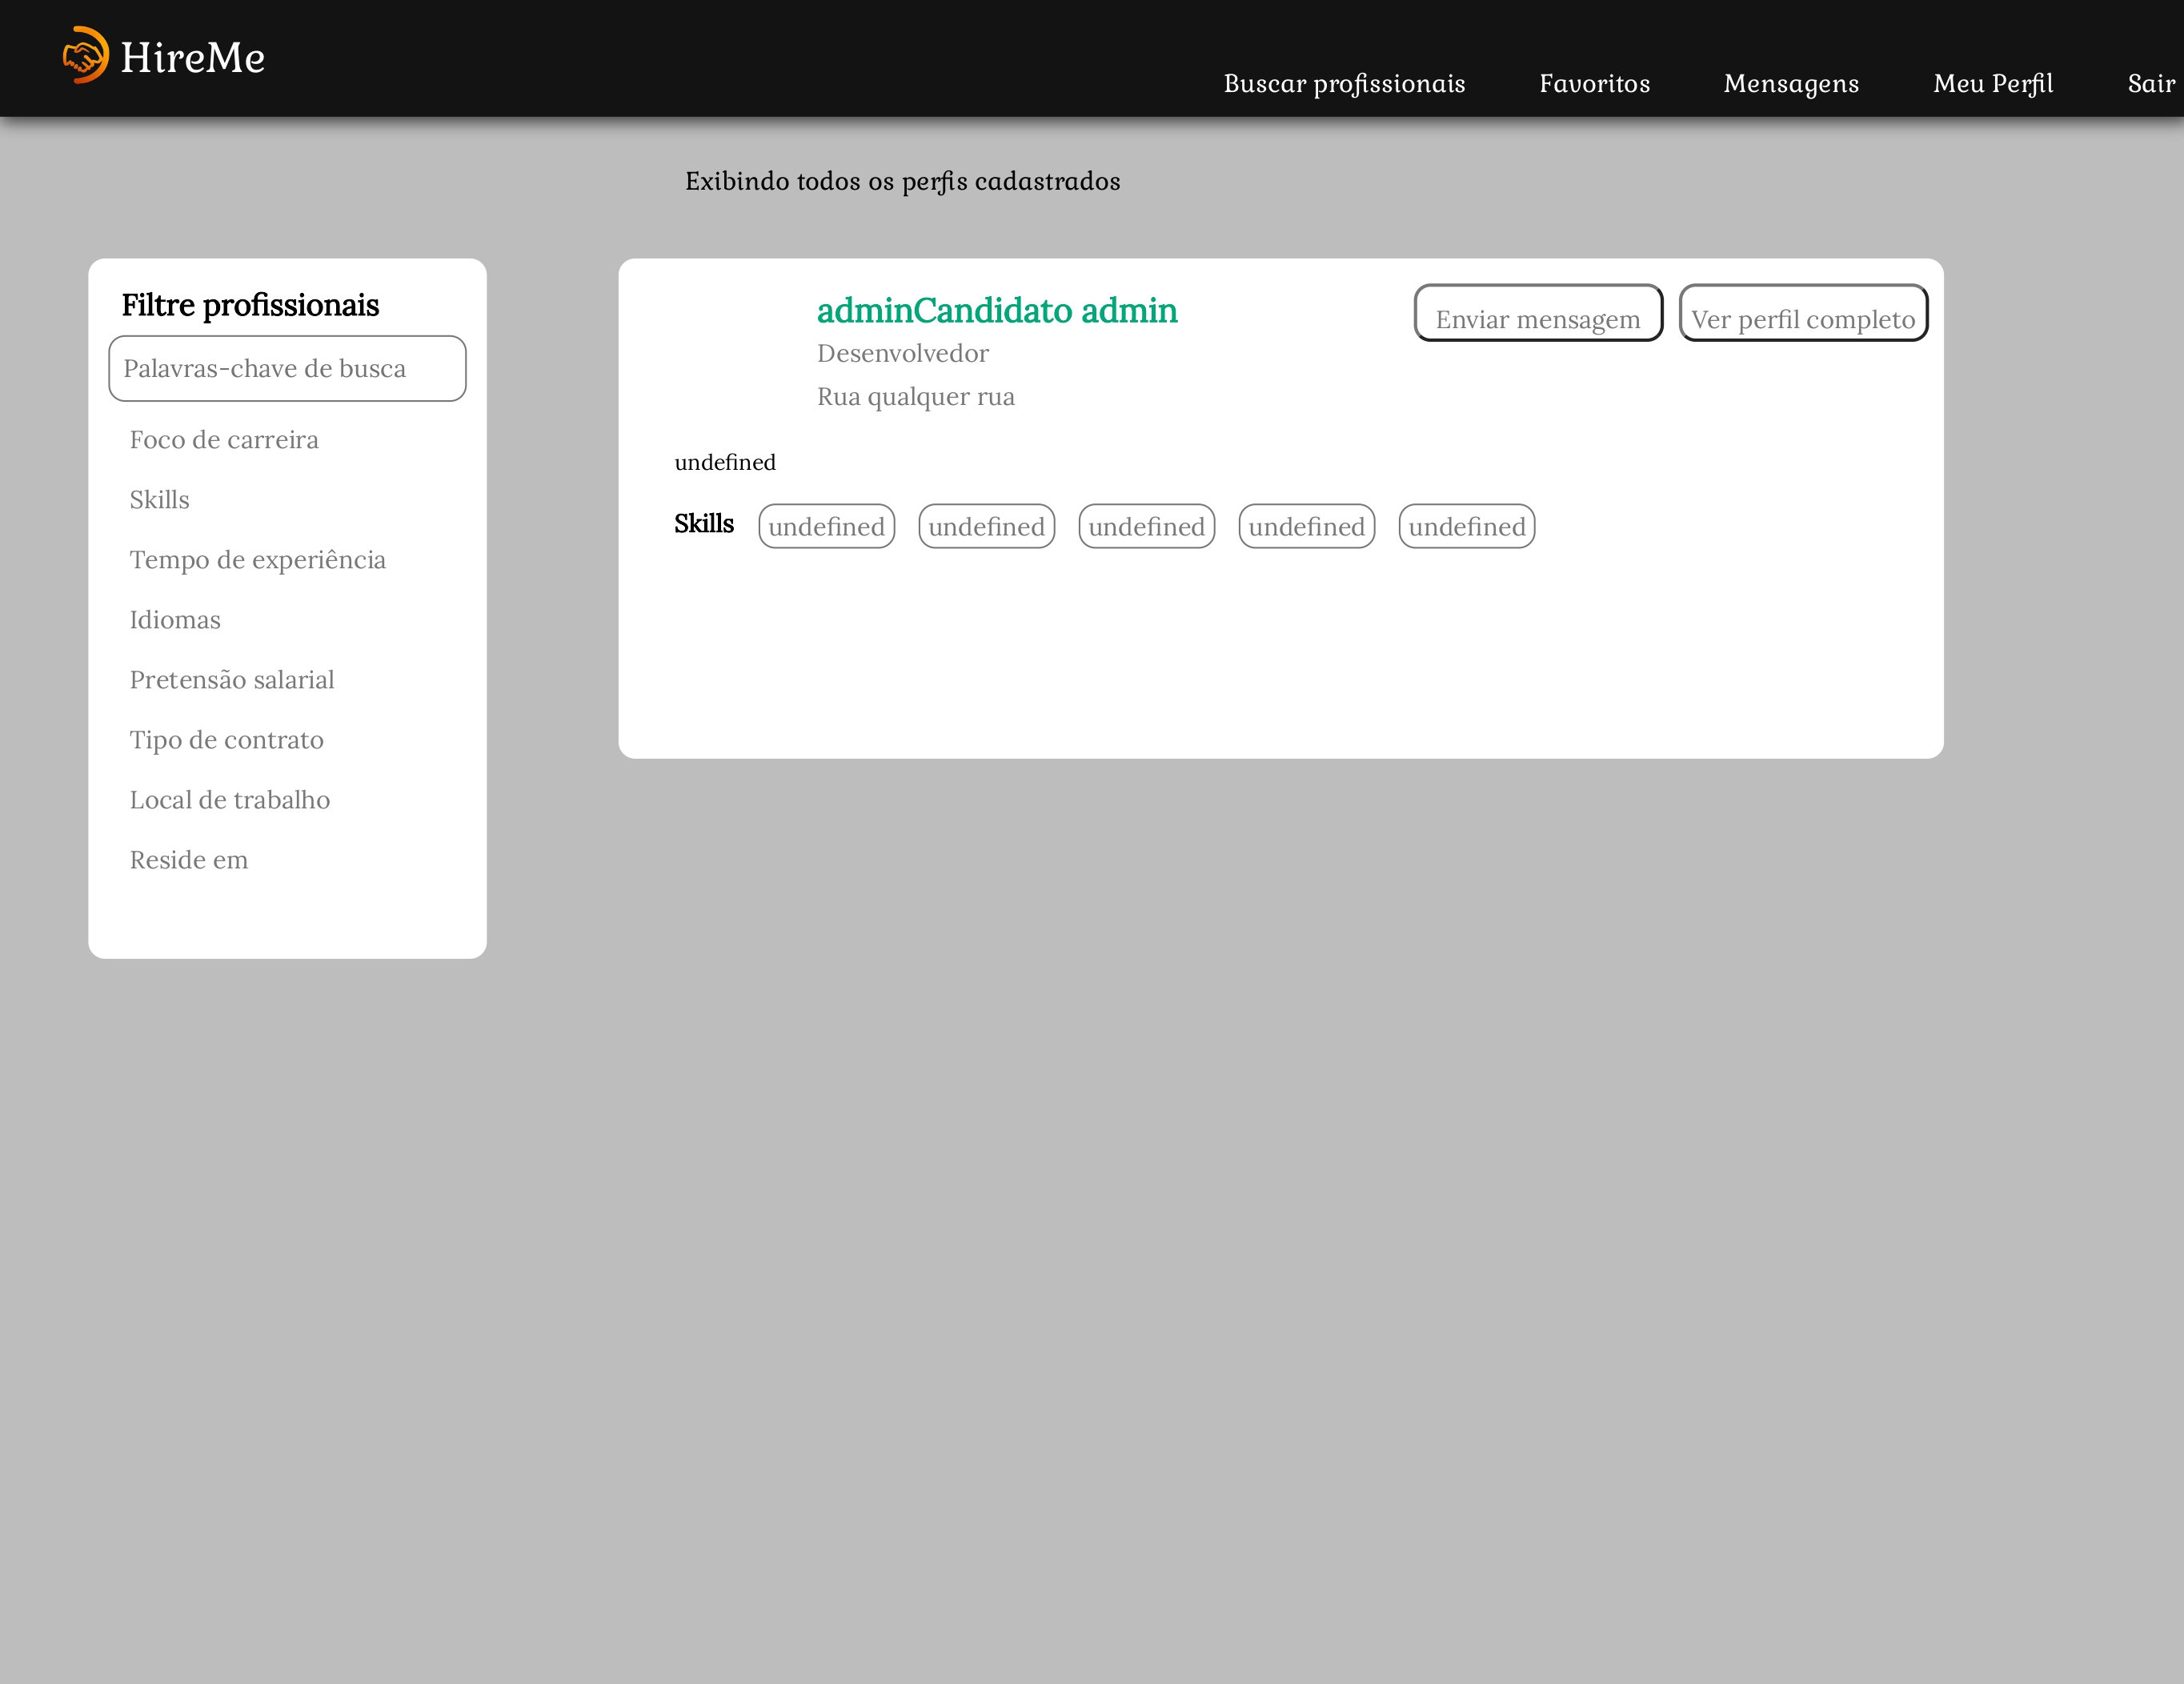 HireMe
Buscar profissionais Favoritos Mensagens Meu Perfil Sair
Exibindo todos os perfis cadastrados
Filtre profissionais
Palavras-chave de busca
Foco de carreira
Skills
Tempo de experiência
Idiomas
Pretensão salarial
Tipo de contrato
Local de trabalho
Reside em
adminCandidato admin
Enviar mensagem Ver perfil completo
Desenvolvedor
Rua qualquer rua
undefined
Skills undefined undefined undefined undefined undefined